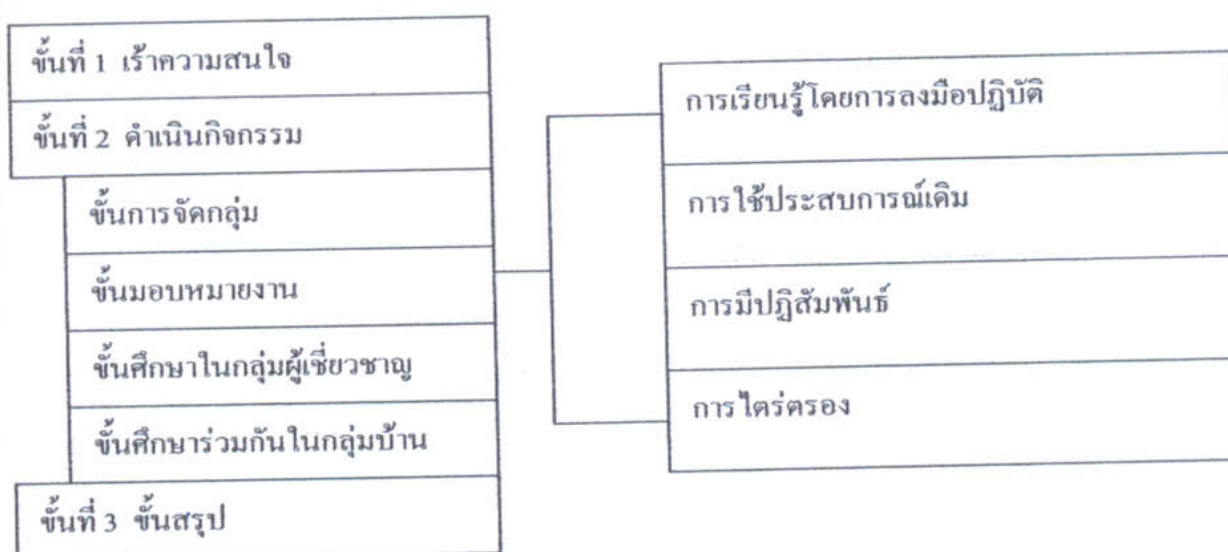 ขั้นที่ 1 เร้าความสนใจ
ขั้นที่ 2 ดำเนินกิจกรรม
ขั้นการจัดกลุ่ม
ขั้นมอบหมายงาน
ขั้นศึกษาในกลุ่มผู้เชี่ยวชาญ
ขั้นศึกษาร่วมกันในกลุ่มบ้าน
ขั้นที่ 3 ขั้นสรุป
การเรียนรู้โดยการลงมือปฏิบัติ
การใช้ประสบการณ์เดิม
การมีปฏิสัมพันธ์
การไตร่ตรอง